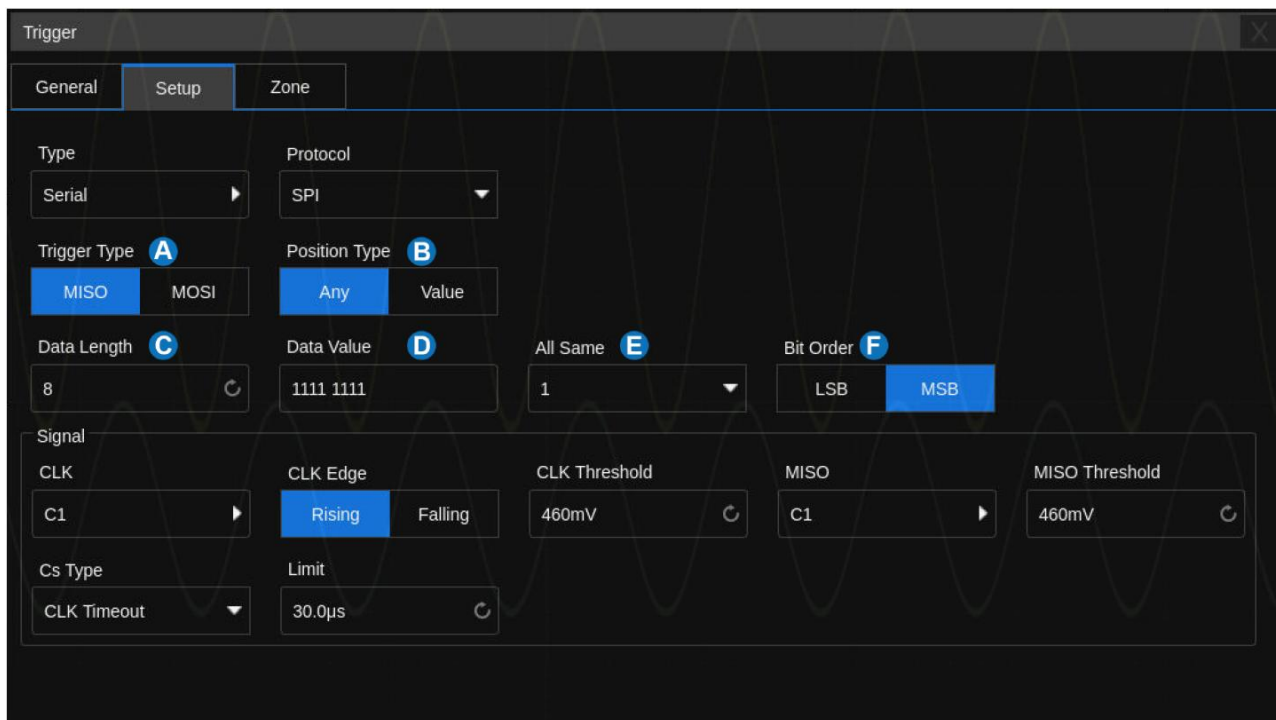 Trigger X
General Setup Zone
Type Protocol
Serial SPI
Trigger Type A Position Type B
MISO MOSI Any Value
Data Length C Data Value D All Same E Bit Order F
8 1111 1111 1 LSB MSB
Signal
CLK CLK Edge CLK Threshold MISO MISO Threshold
C1 Rising Falling 460mV C1 460mV
Cs Type Limit
CLK Timeout 30.0μs